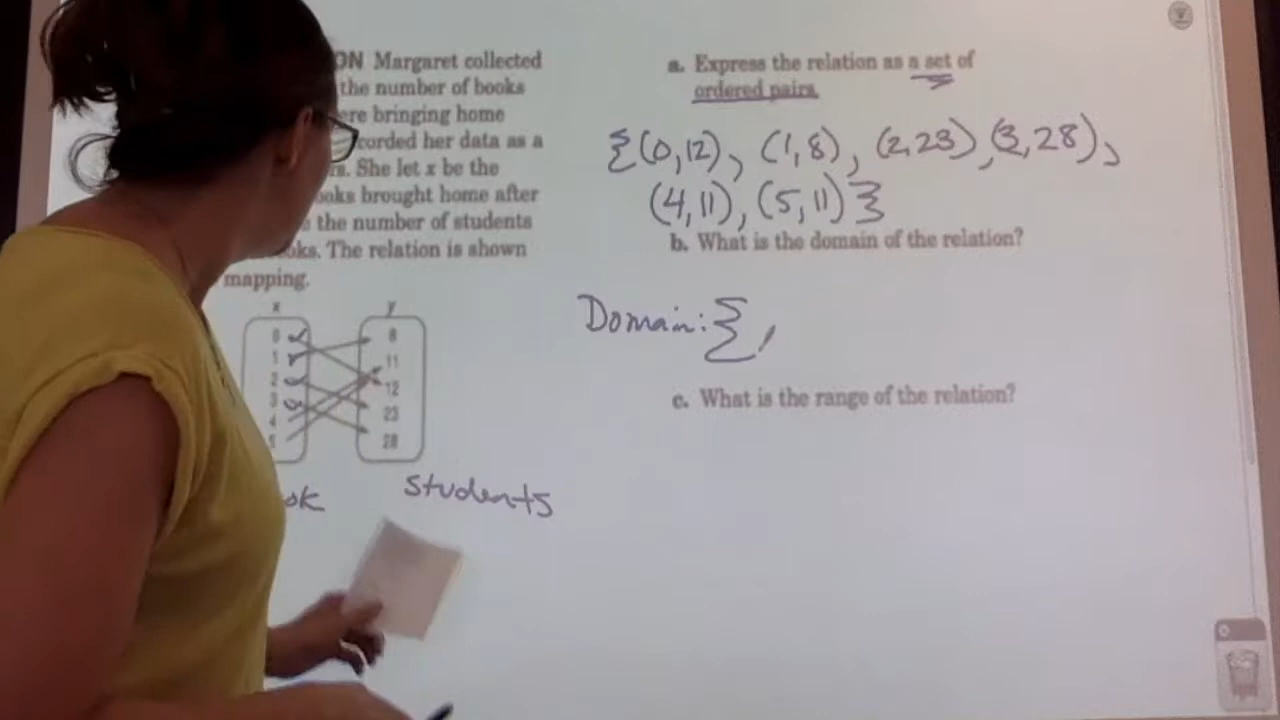 ON Margaret collected
the number of books
ere bringing home
corded her data as a
s. She let x be the
ooks brought home after
the number of students
oks. The relation is shown
mapping.
x y
0 8
1 11
2 12
3 23
4 28
5
ok students
a. Express the relation as a set of
ordered pairs.
{(0,12), (1,8), (2,23), (3,28),
(4,11), (5,11)}
b. What is the domain of the relation?
Domain: {
c. What is the range of the relation?